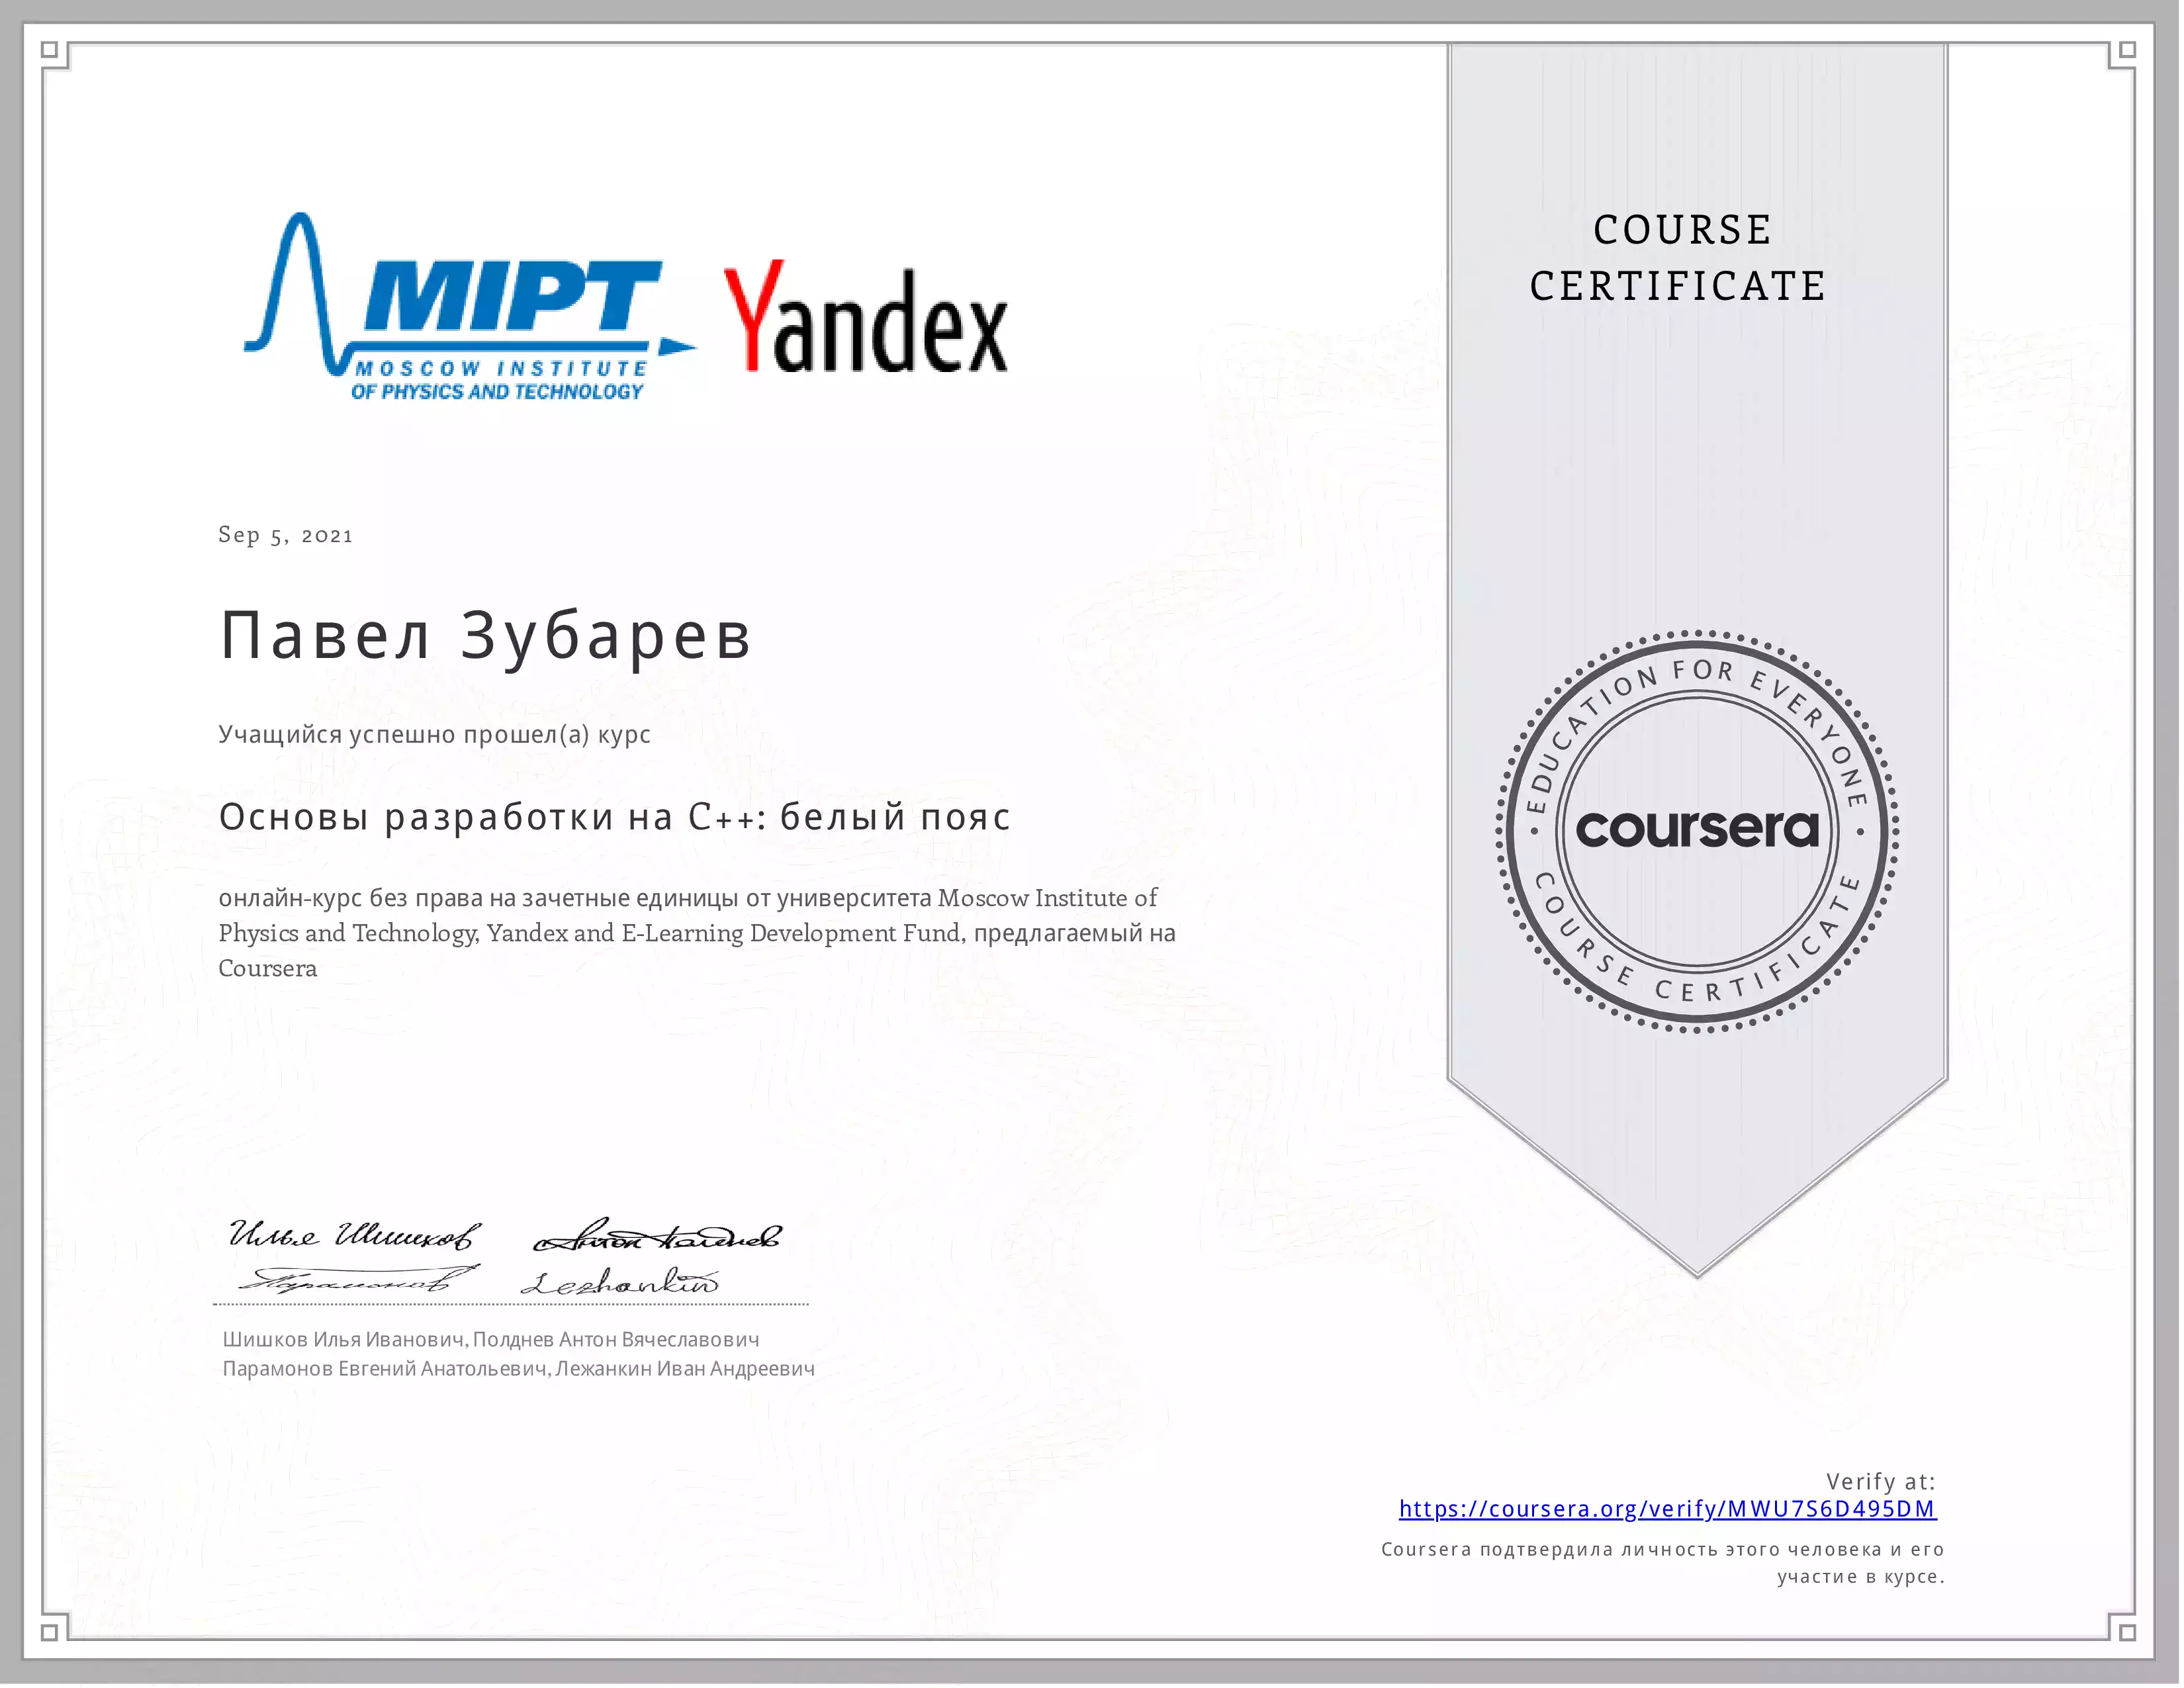 MIPT
MOSCOW INSTITUTE
OF PHYSICS AND TECHNOLOGY
Yandex
COURSE
CERTIFICATE
Sep 5, 2021
Павел Зубарев
Учащийся успешно прошел(а) курс
Основы разработки на C++: белый пояс
онлайн-курс без права на зачетные единицы от университета Moscow Institute of
Physics and Technology, Yandex and E-Learning Development Fund, предлагаемый на
Coursera
EDUCATION FOR EVERYONE
coursera
COURSE CERTIFICATE
Илья Шишков
Антон Полднев
Парамонов
Lezhankin
Шишков Илья Иванович, Полднев Антон Вячеславович
Парамонов Евгений Анатольевич, Лежанкин Иван Андреевич
Verify at:
https://coursera.org/verify/MWU7S6D495DM
Coursera подтвердила личность этого человека и его
участие в курсе.